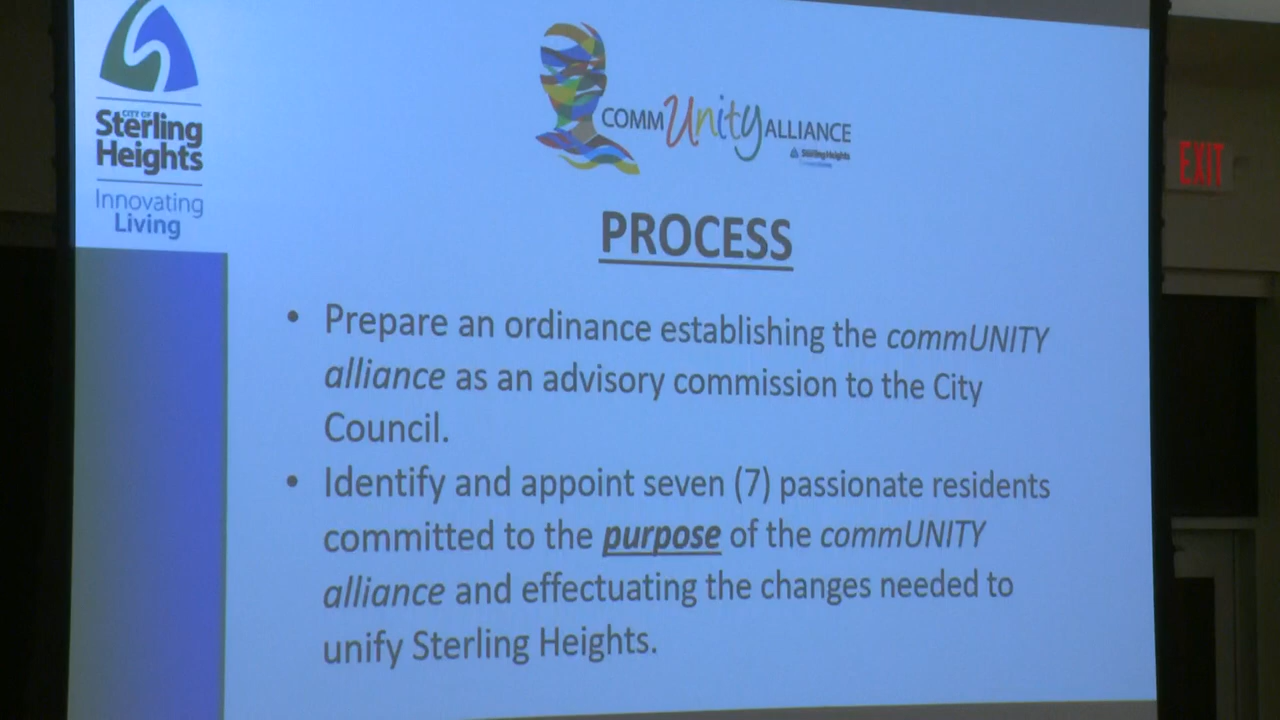 CITY OF
Sterling
Heights
Innovating
Living
COMMUnityALLIANCE
Sterling Heights
EXIT
PROCESS
• Prepare an ordinance establishing the commUNITY
alliance as an advisory commission to the City
Council.
• Identify and appoint seven (7) passionate residents
committed to the purpose of the commUNITY
alliance and effectuating the changes needed to
unify Sterling Heights.